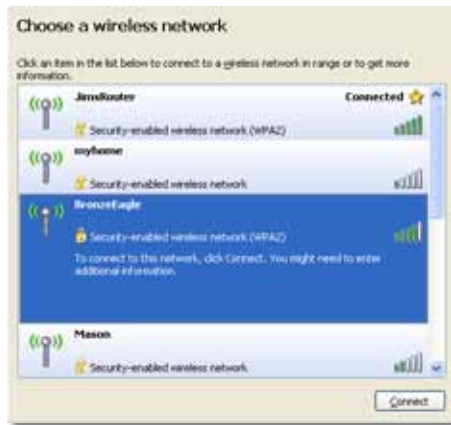 Choose a wireless network
Click an item in the list below to connect to a wireless network in range or to get more
information.
JimsRouter Connected
Security-enabled wireless network (WPA2)
myhome
Security-enabled wireless network
BronzeEagle
Security-enabled wireless network (WPA2)
To connect to this network, click Connect. You might need to enter
additional information.
Mason
Security-enabled wireless network
Connect